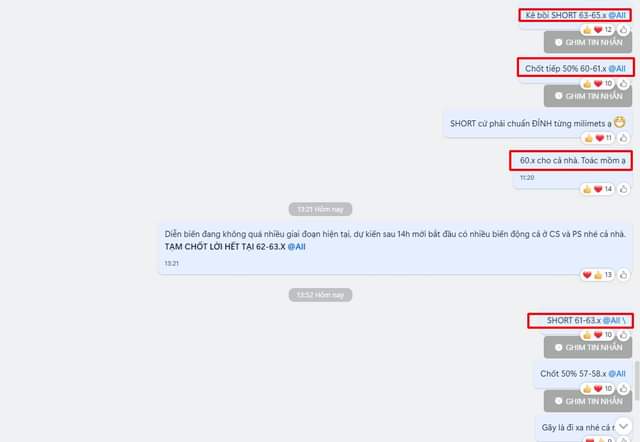 Kê bồi SHORT 63-65.x @All
12
GHIM TIN NHẮN
Chốt tiếp 50% 60-61.x @All
10
GHIM TIN NHẮN
SHORT cứ phải chuẩn ĐỈNH từng milimets ạ
11
60.x cho cả nhà. Toác mồm ạ
11:20
14
13:21 Hôm nay
Diễn biến đang không quá nhiều giai đoạn hiện tại, dự kiến sau 14h mới bắt đầu có nhiều biến động cả ở CS và PS nhé cả nhà.
TẠM CHỐT LỜI HẾT TẠI 62-63.X @All
13:21
13
13:52 Hôm nay
SHORT 61-63.x @All \
10
GHIM TIN NHẮN
Chốt 50% 57-58.x @All
10
GHIM TIN NHẮN
Gãy là đi xa nhé cả